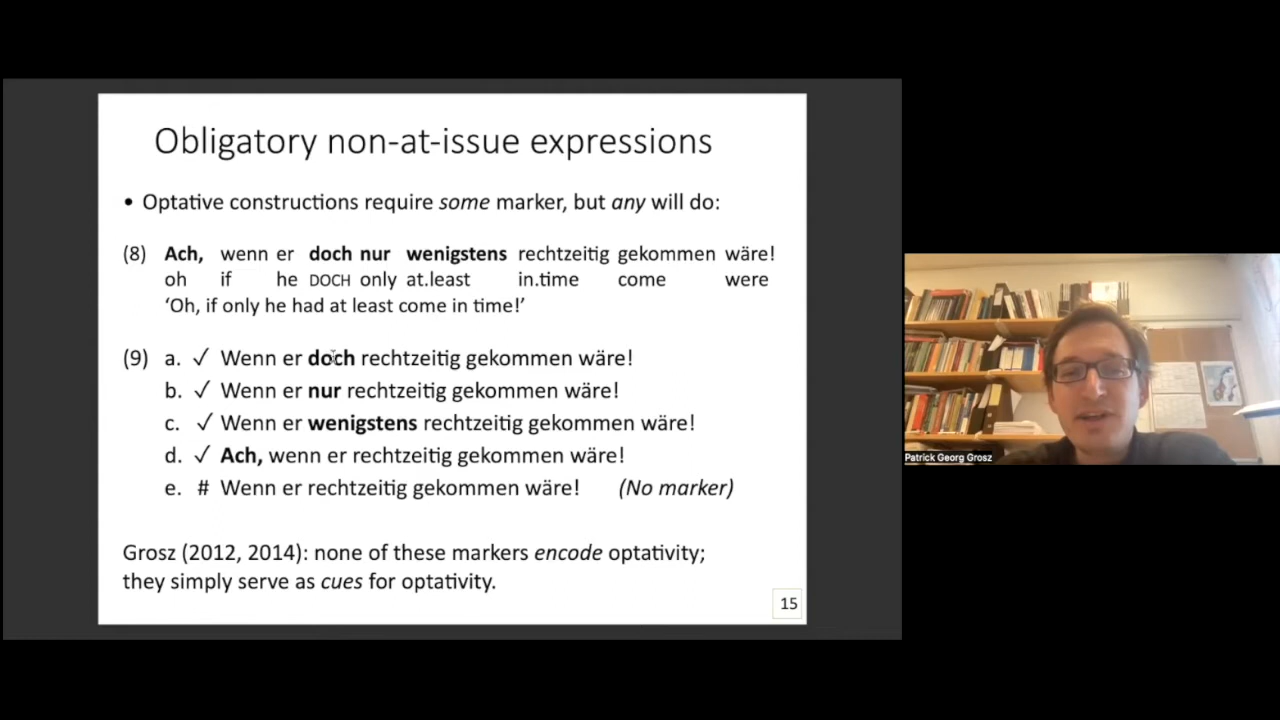 Obligatory non-at-issue expressions
• Optative constructions require some marker, but any will do:
(8) Ach, wenn er doch nur wenigstens rechtzeitig gekommen wäre!
oh if he DOCH only at.least in.time come were
‘Oh, if only he had at least come in time!’
(9) a. ✓ Wenn er doch rechtzeitig gekommen wäre!
b. ✓ Wenn er nur rechtzeitig gekommen wäre!
c. ✓ Wenn er wenigstens rechtzeitig gekommen wäre!
d. ✓ Ach, wenn er rechtzeitig gekommen wäre!
e. # Wenn er rechtzeitig gekommen wäre! (No marker)
Grosz (2012, 2014): none of these markers encode optativity;
they simply serve as cues for optativity.
15
Patrick Georg Grosz